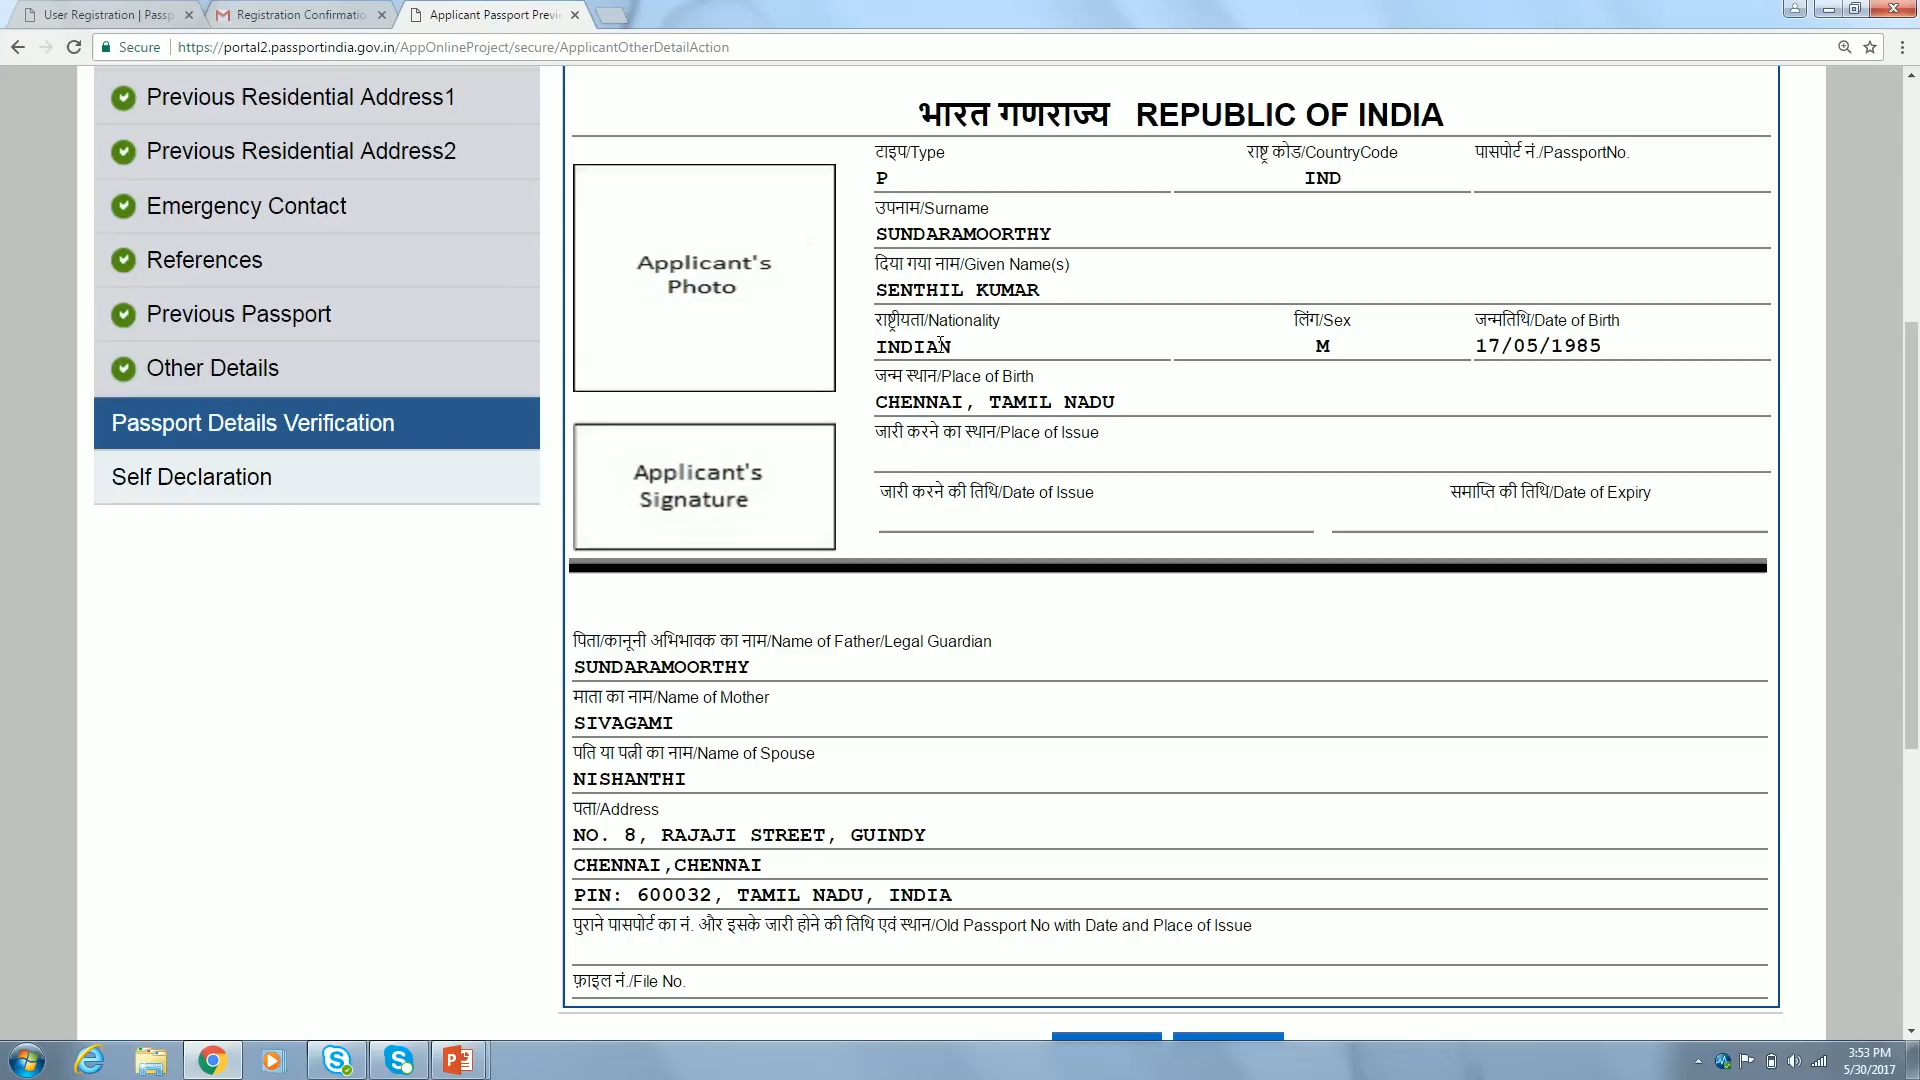 User Registration | Passp
Registration Confirmatio
Applicant Passport Previ
Secure
https://portal2.passportindia.gov.in/AppOnlineProject/secure/ApplicantOtherDetailAction
Previous Residential Address1
Previous Residential Address2
Emergency Contact
References
Previous Passport
Other Details
Passport Details Verification
Self Declaration
भारत गणराज्य REPUBLIC OF INDIA
Applicant's
Photo
टाइप/Type
राष्ट्र कोड/CountryCode
पासपोर्ट नं./PassportNo.
P
IND
उपनाम/Surname
SUNDARAMOORTHY
दिया गया नाम/Given Name(s)
SENTHIL KUMAR
राष्ट्रीयता/Nationality
लिंग/Sex
जन्मतिथि/Date of Birth
INDIAN
M
17/05/1985
जन्म स्थान/Place of Birth
CHENNAI, TAMIL NADU
जारी करने का स्थान/Place of Issue
Applicant's
Signature
जारी करने की तिथि/Date of Issue
समाप्ति की तिथि/Date of Expiry
पिता/कानूनी अभिभावक का नाम/Name of Father/Legal Guardian
SUNDARAMOORTHY
माता का नाम/Name of Mother
SIVAGAMI
पति या पत्नी का नाम/Name of Spouse
NISHANTHI
पता/Address
NO. 8, RAJAJI STREET, GUINDY
CHENNAI,CHENNAI
PIN: 600032, TAMIL NADU, INDIA
पुराने पासपोर्ट का नं. और इसके जारी होने की तिथि एवं स्थान/Old Passport No with Date and Place of Issue
फ़ाइल नं./File No.
3:53 PM
5/30/2017